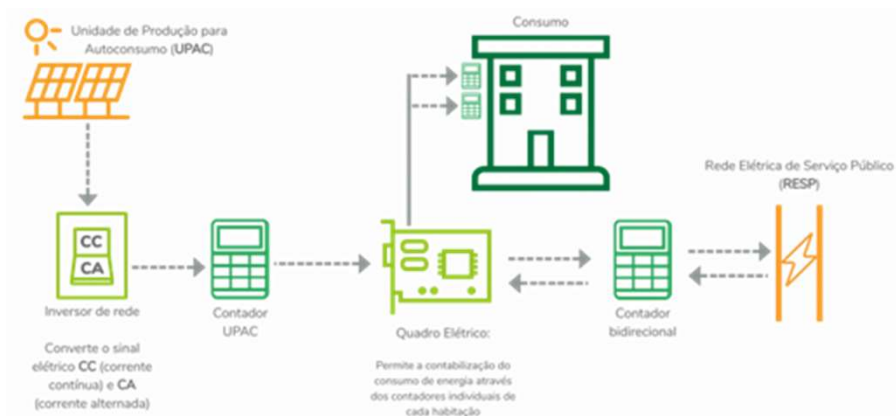 Unidade de Produção para
Autoconsumo (UPAC)
Consumo
Rede Elétrica de Serviço Público
(RESP)
CC
CA
Inversor de rede
Converte o sinal
elétrico CC (corrente
contínua) e CA
(corrente alternada)
Contador
UPAC
Quadro Elétrico:
Permite a contabilização do
consumo de energia através
dos contadores individuais de
cada habitação
Contador
bidirecional